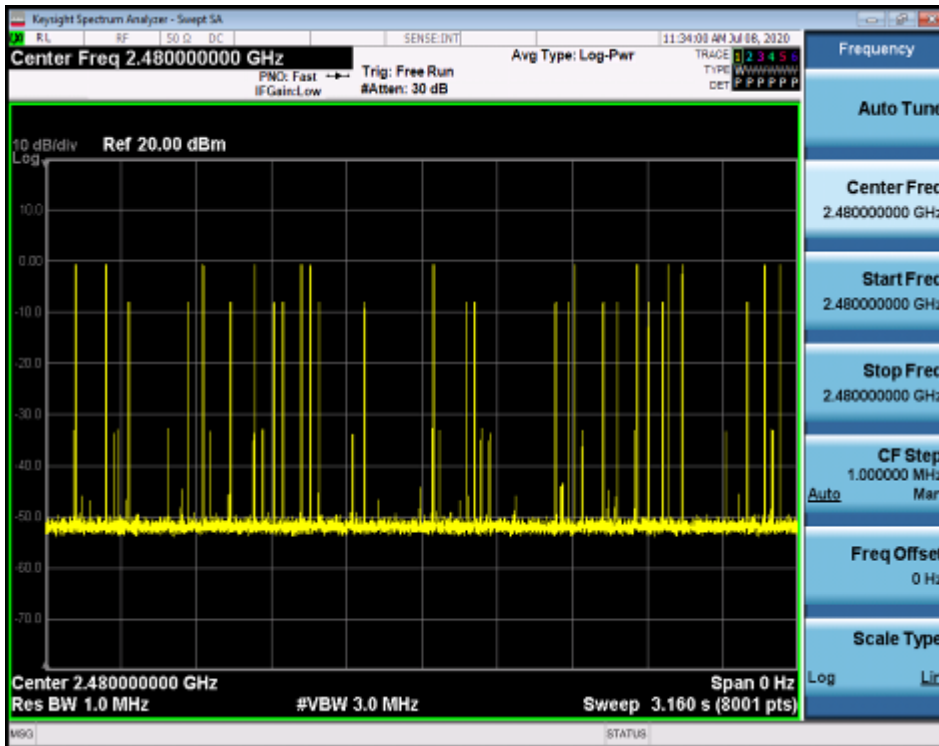 Keysight Spectrum Analyzer - Swept SA
RL RF 50 Ω DC SENSE:INT 11:34:00 AM Jul 08, 2020
Center Freq 2.480000000 GHz
PNO: Fast
IFGain:Low
Trig: Free Run
#Atten: 30 dB
Avg Type: Log-Pwr
TRACE 1 2 3 4 5 6
TYPE WWWWWW
DET P P P P P P
10 dB/div Ref 20.00 dBm
Log
10.0
0.00
-10.0
-20.0
-30.0
-40.0
-50.0
-60.0
-70.0
Center 2.480000000 GHz Span 0 Hz
Res BW 1.0 MHz #VBW 3.0 MHz Sweep 3.160 s (8001 pts)
MSG STATUS
Frequency
Auto Tune
Center Freq
2.480000000 GHz
Start Freq
2.480000000 GHz
Stop Freq
2.480000000 GHz
CF Step
1.000000 MHz
Auto Man
Freq Offset
0 Hz
Scale Type
Log Lin